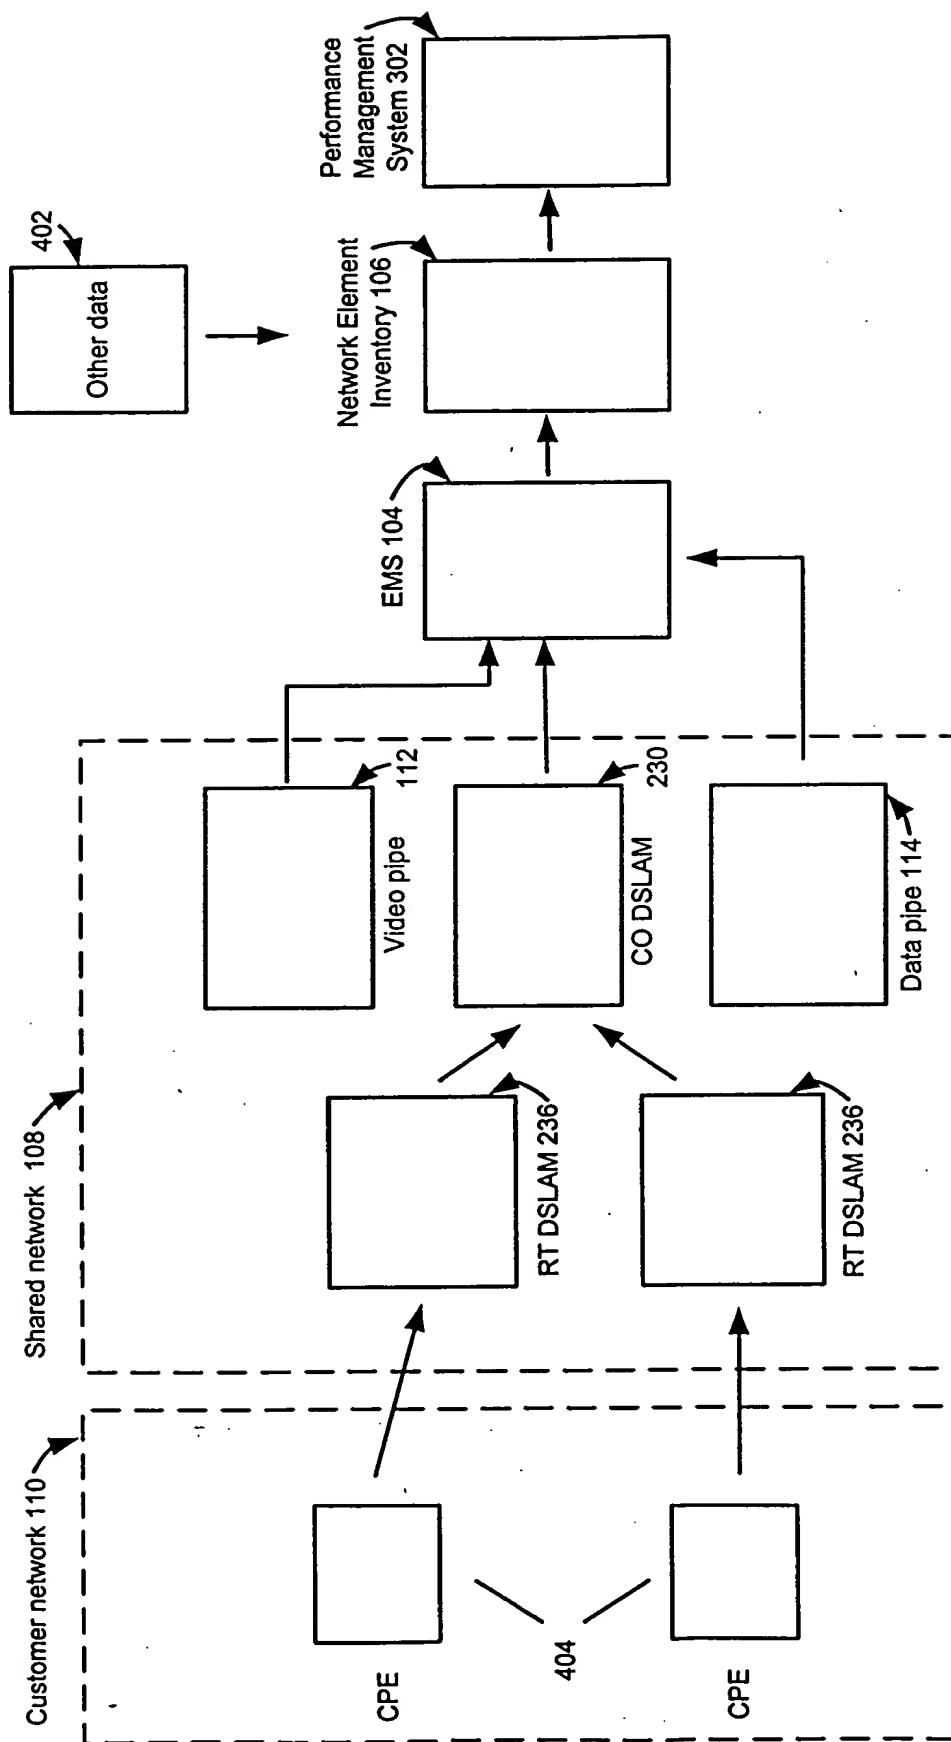 Customer network 110
CPE
404
CPE
Shared network 108
RT DSLAM 236
RT DSLAM 236
Video pipe
112
CO DSLAM
230
Data pipe 114
EMS 104
Other data
402
Network Element
Inventory 106
Performance
Management
System 302